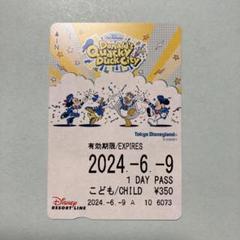 Donald's
Quacky
Duck City
Tokyo Disneyland
有効期限/EXPIRES
2024.-6.-9
1 DAY PASS
こども/CHILD ¥350
Disney
RESORT LINE
2024.-6.-9 A 10 6073